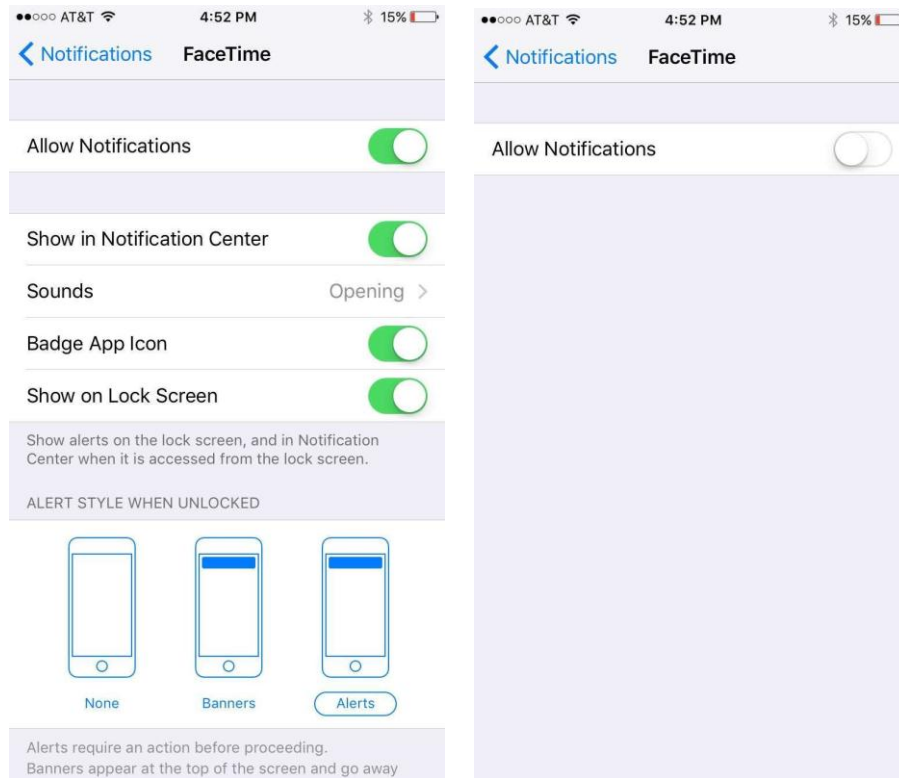 AT&T 4:52 PM 15%
Notifications FaceTime
Allow Notifications
Show in Notification Center
Sounds Opening
Badge App Icon
Show on Lock Screen
Show alerts on the lock screen, and in Notification
Center when it is accessed from the lock screen.
ALERT STYLE WHEN UNLOCKED
None Banners Alerts
Alerts require an action before proceeding.
Banners appear at the top of the screen and go away
AT&T 4:52 PM 15%
Notifications FaceTime
Allow Notifications